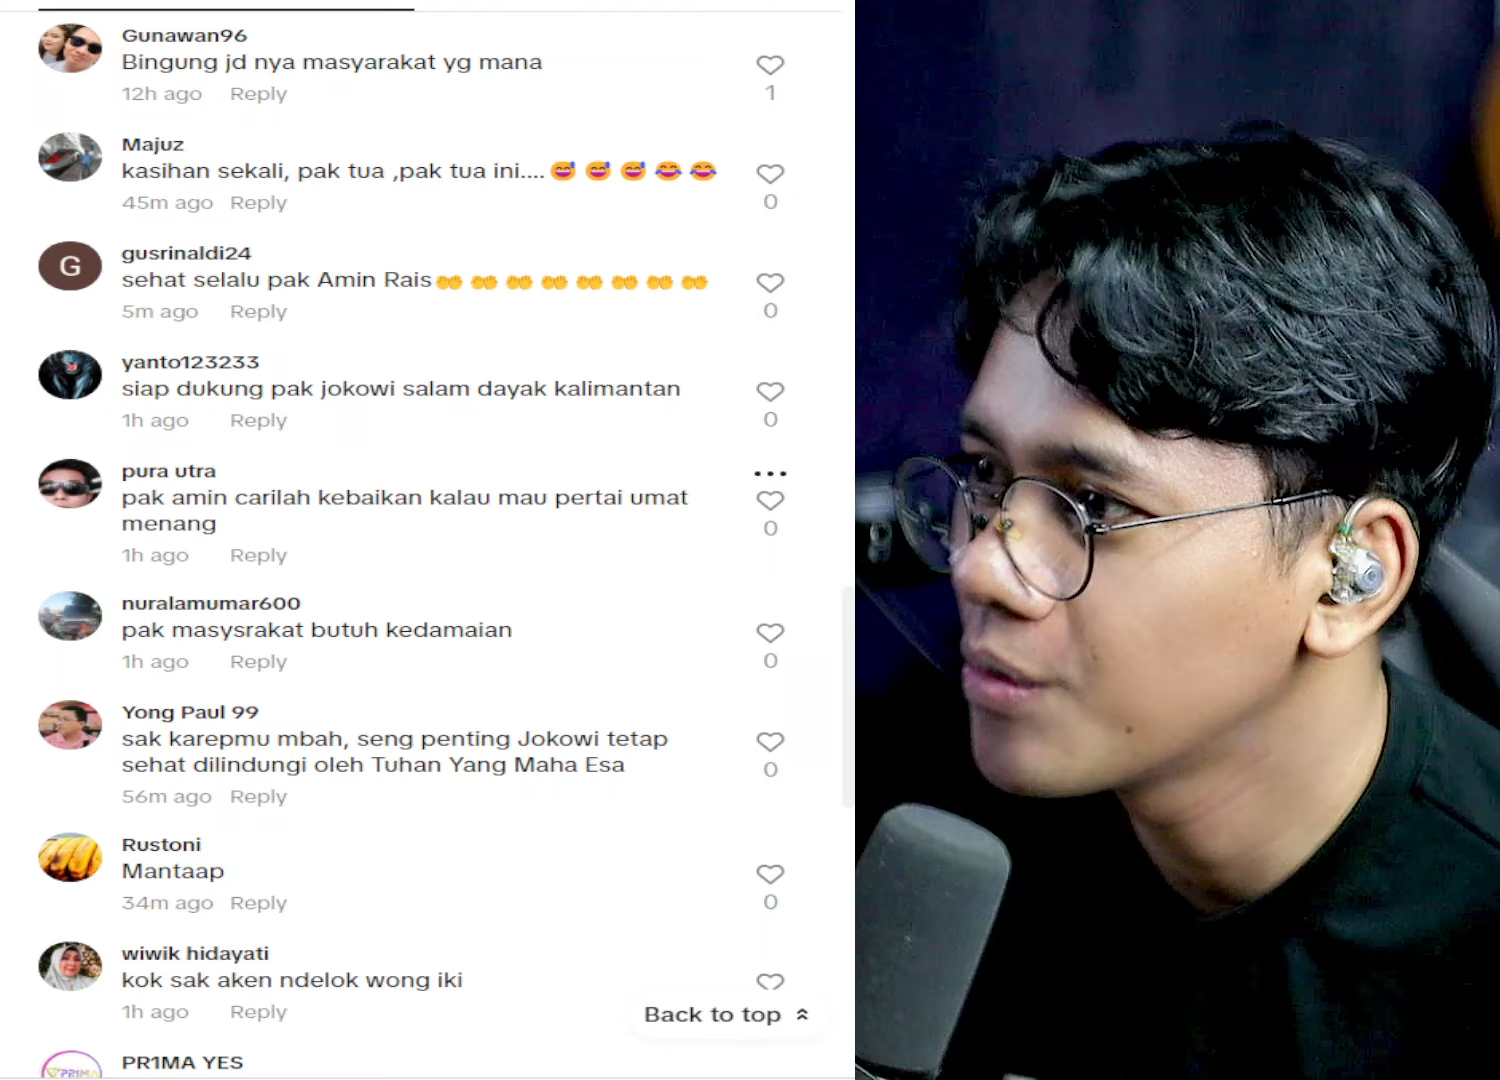 Gunawan96
Bingung jd nya masyarakat yg mana
12h ago Reply
1
Majuz
kasihan sekali, pak tua ,pak tua ini....😅😅😅😂😂
45m ago Reply
0
G
gusrinaldi24
sehat selalu pak Amin Rais🤲🤲🤲🤲🤲🤲🤲🤲
5m ago Reply
0
yanto123233
siap dukung pak jokowi salam dayak kalimantan
1h ago Reply
0
pura utra
pak amin carilah kebaikan kalau mau pertai umat
menang
1h ago Reply
0
nuralamumar600
pak masysrakat butuh kedamaian
1h ago Reply
0
Yong Paul 99
sak karepmu mbah, seng penting Jokowi tetap
sehat dilindungi oleh Tuhan Yang Maha Esa
56m ago Reply
0
Rustoni
Mantaap
34m ago Reply
0
wiwik hidayati
kok sak aken ndelok wong iki
1h ago Reply
Back to top
PR1MA YES
PR1MA